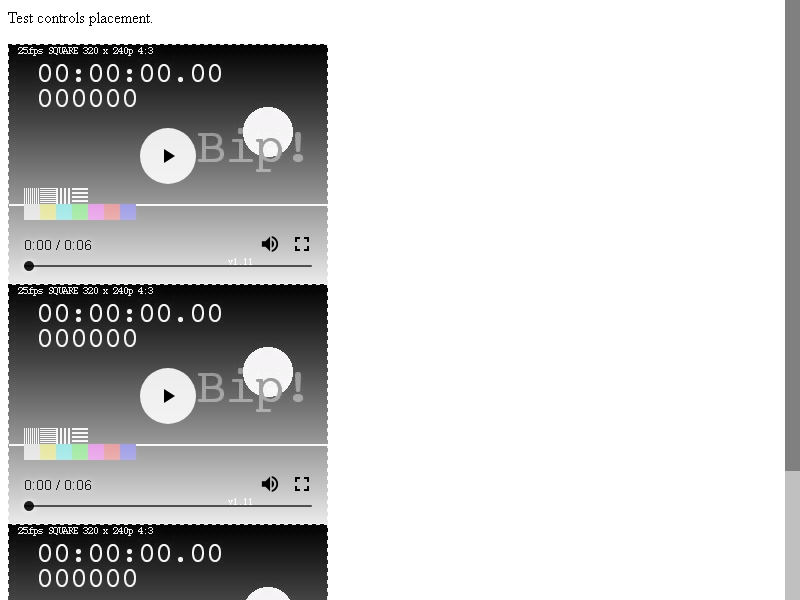 Test controls placement.
25fps SQUARE 320 x 240p 4:3
00:00:00.00
000000
Bip!
0:00 / 0:06
v1.11
25fps SQUARE 320 x 240p 4:3
00:00:00.00
000000
Bip!
0:00 / 0:06
v1.11
25fps SQUARE 320 x 240p 4:3
00:00:00.00
000000